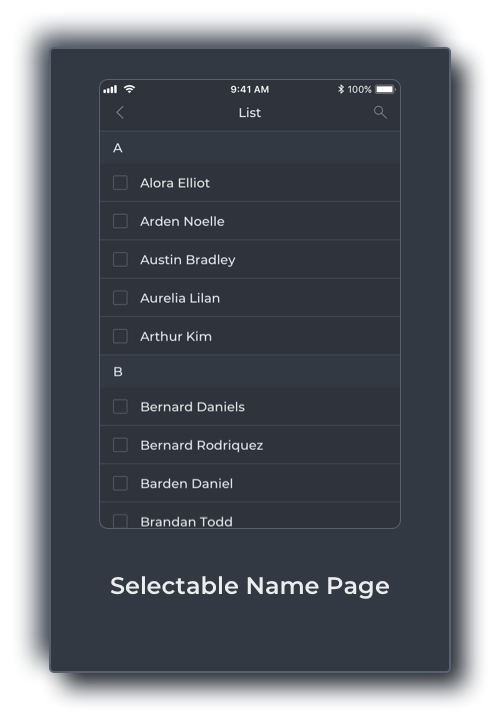 9:41 AM
100%
List
A
Alora Elliot
Arden Noelle
Austin Bradley
Aurelia Lilan
Arthur Kim
B
Bernard Daniels
Bernard Rodriquez
Barden Daniel
Brandan Todd
Selectable Name Page